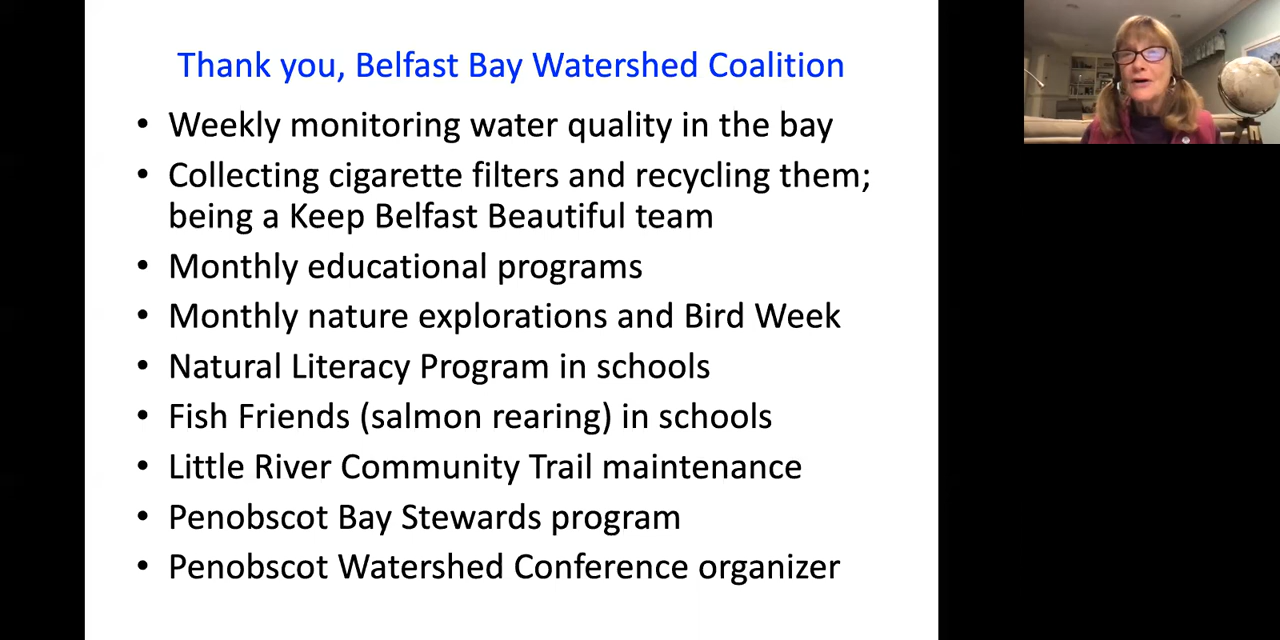 Thank you, Belfast Bay Watershed Coalition
• Weekly monitoring water quality in the bay
• Collecting cigarette filters and recycling them;
being a Keep Belfast Beautiful team
• Monthly educational programs
• Monthly nature explorations and Bird Week
• Natural Literacy Program in schools
• Fish Friends (salmon rearing) in schools
• Little River Community Trail maintenance
• Penobscot Bay Stewards program
• Penobscot Watershed Conference organizer